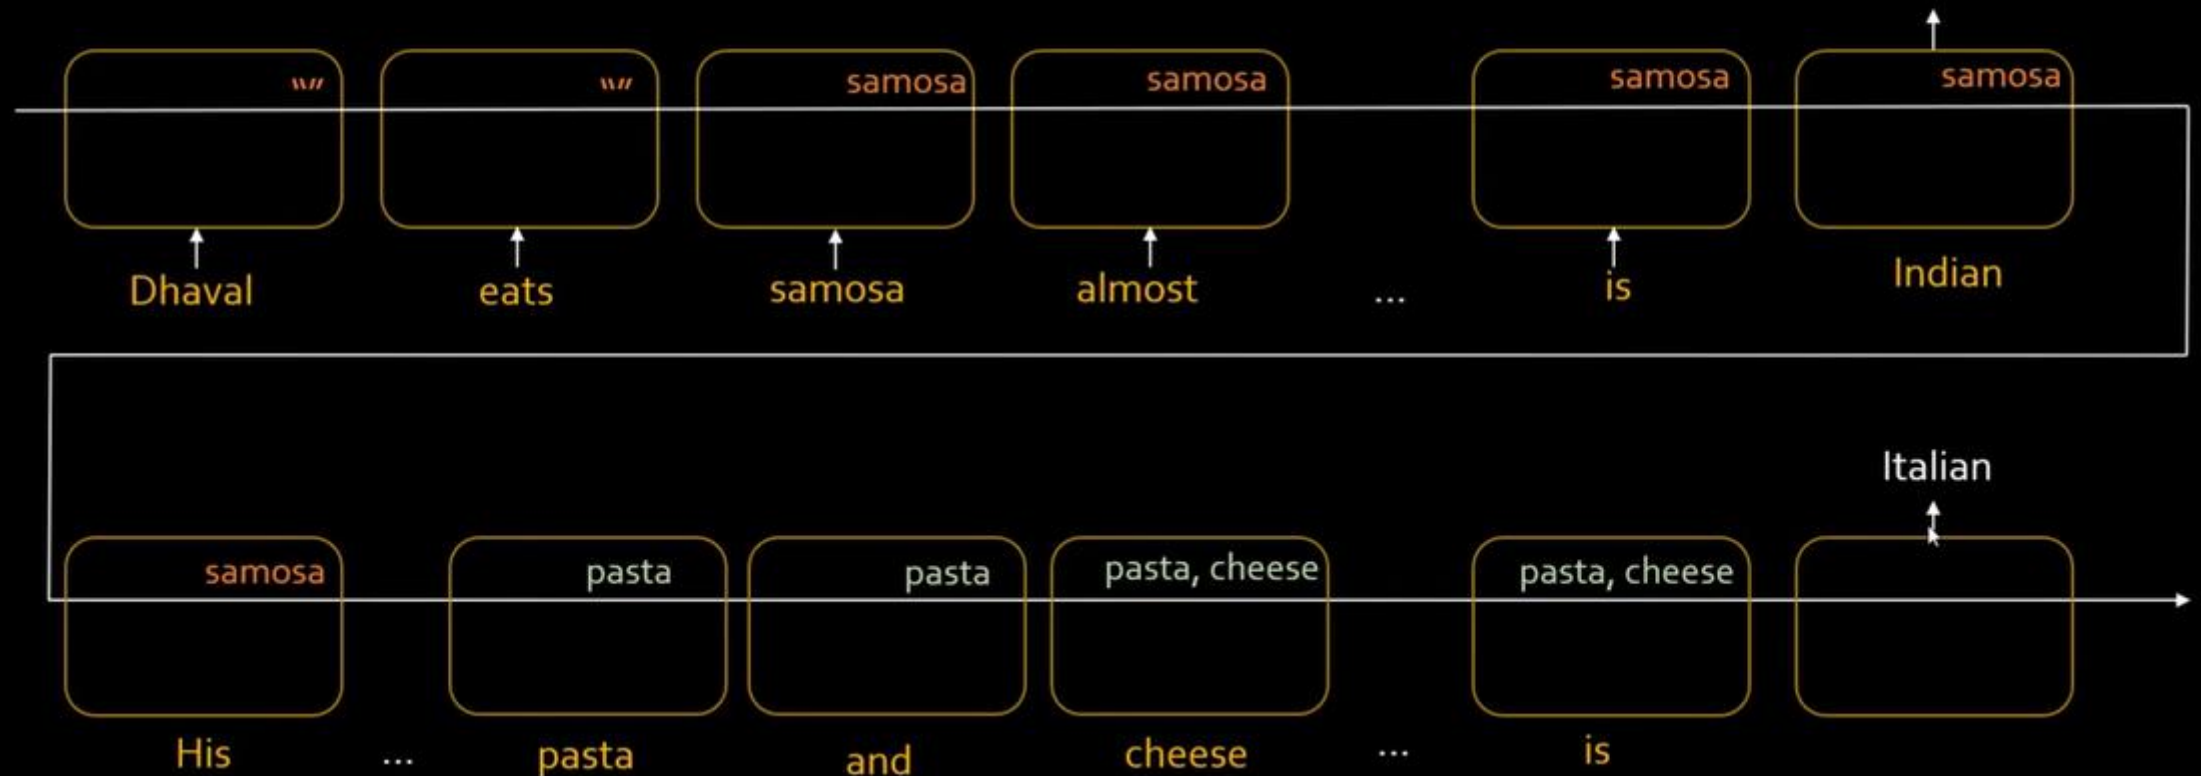 "" "" samosa samosa samosa samosa
Dhaval eats samosa almost ... is Indian
Italian
samosa pasta pasta pasta, cheese pasta, cheese
His ... pasta and cheese ... is